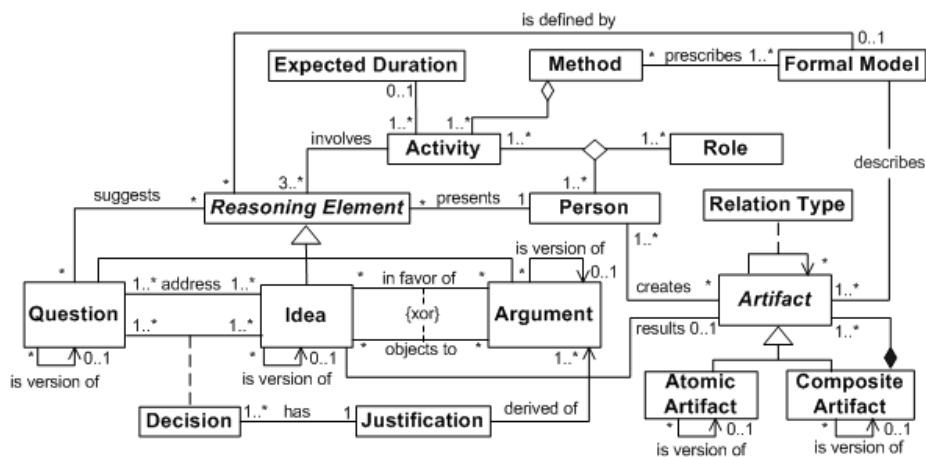 is defined by
Expected Duration
0..1
Method
* prescribes 1..*
0..1
Formal Model
1..*
1..*
involves
Activity
1..*
1..*
Role
describes
suggests
*
*
3..*
Reasoning Element
* presents 1
1..*
Person
1..*
Relation Type
is version of
*
1..* address 1..*
*
in favor of
*
*
0..1
creates
*
*
Artifact
1..*
Question
1..*
1..*
Idea
{xor}
Argument
results 0..1
1..*
* 0..1
is version of
* 0..1
is version of
*
objects to
*
1..*
Atomic
Artifact
Composite
Artifact
Decision
1..* has 1
Justification
derived of
* 0..1
is version of
* 0..1
is version of